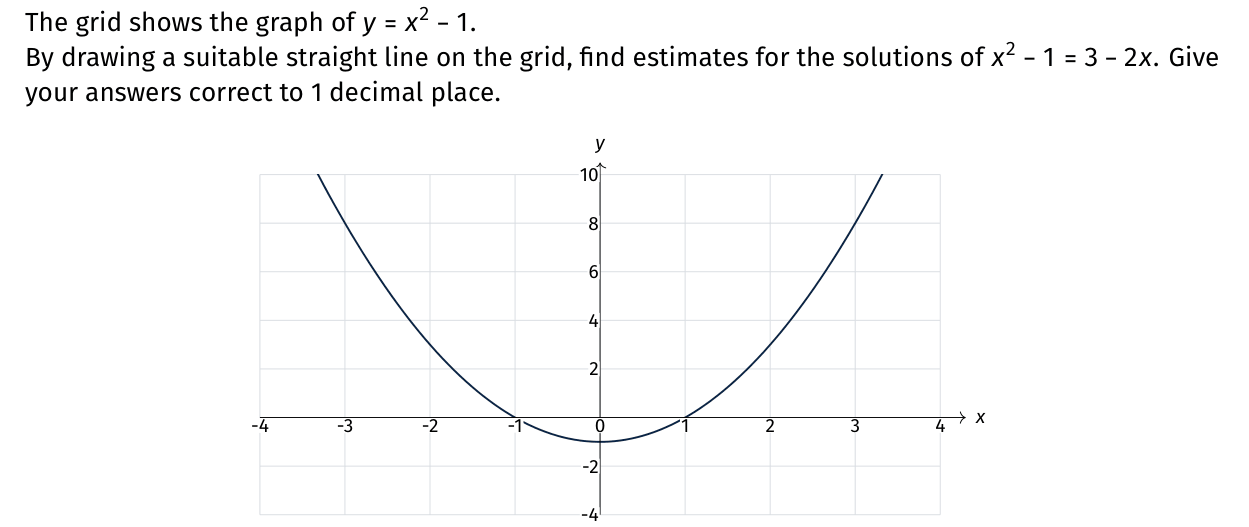 The grid shows the graph of y = x² – 1.
By drawing a suitable straight line on the grid, find estimates for the solutions of x² – 1 = 3 – 2x. Give
your answers correct to 1 decimal place.
y
10
8
6
4
2
-4 -3 -2 -1 0 1 2 3 4 x
-2
-4